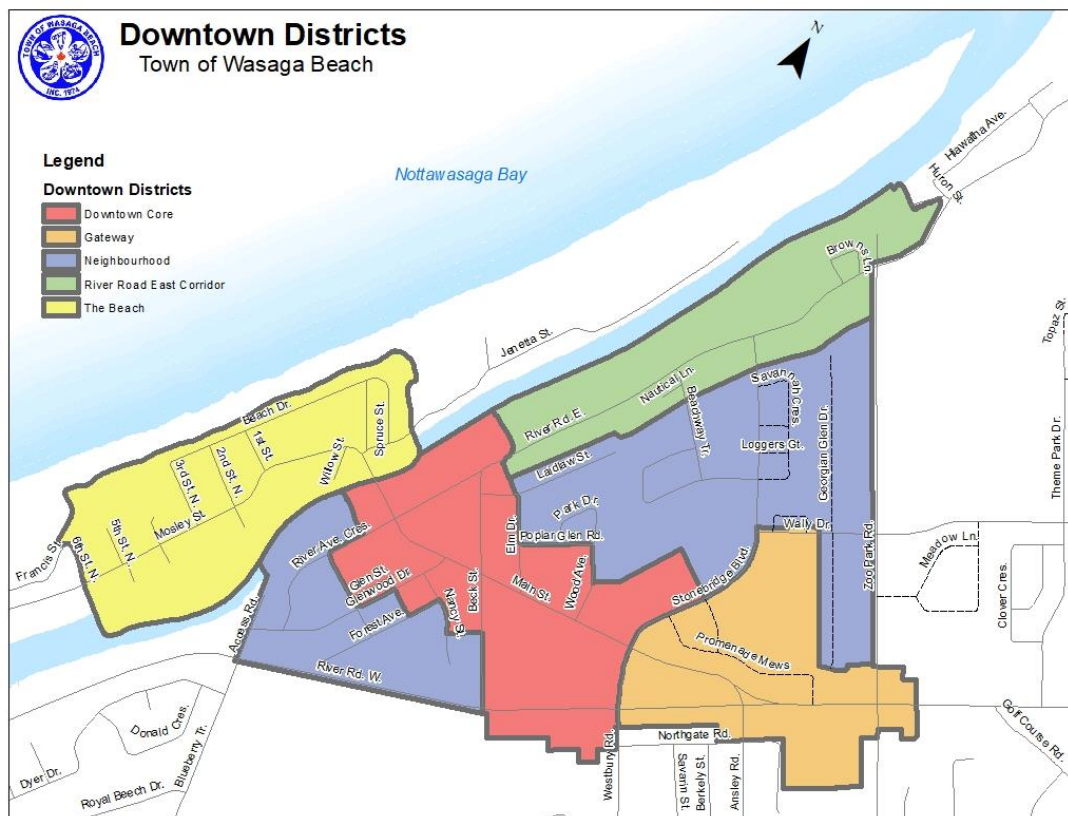 TOWN OF WASAGA BEACH
INC. 1974
Downtown Districts
Town of Wasaga Beach
N
Legend
Downtown Districts
Downtown Core
Gateway
Neighbourhood
River Road East Corridor
The Beach
Nottawasaga Bay
Hiawatha Ave.
Huron St.
Browns Ln.
Topaz St.
Jenetta St.
Nautical Ln.
Savannah Cres.
Beach Dr.
Spruce St.
River Rd. E.
Beachway Tr.
Georgian Glen Dr.
Theme Park Dr.
1st St.
2nd St. N.
3rd St. N.
Willow St.
Loggers Gt.
Laidlaw St.
Mosley St.
5th St. N.
6th St. N.
Francis St.
River Ave. Cres.
Park Dr.
Elm Dr.
Poplar Glen Rd.
Wally Dr.
Zoo Park Rd.
Meadow Ln.
Clover Cres.
Glen St.
Glenwood Dr.
Main St.
Wood Ave.
Stonebridge Blvd.
Beck St.
Nancy St.
Forest Ave.
Access Rd.
Promenade Mews
River Rd. W.
Donald Cres.
Blueberry Tr.
Dyer Dr.
Royal Beech Dr.
Westbury Rd.
Northgate Rd.
Savarin St.
Berkely St.
Ansley Rd.
Golf Course Rd.